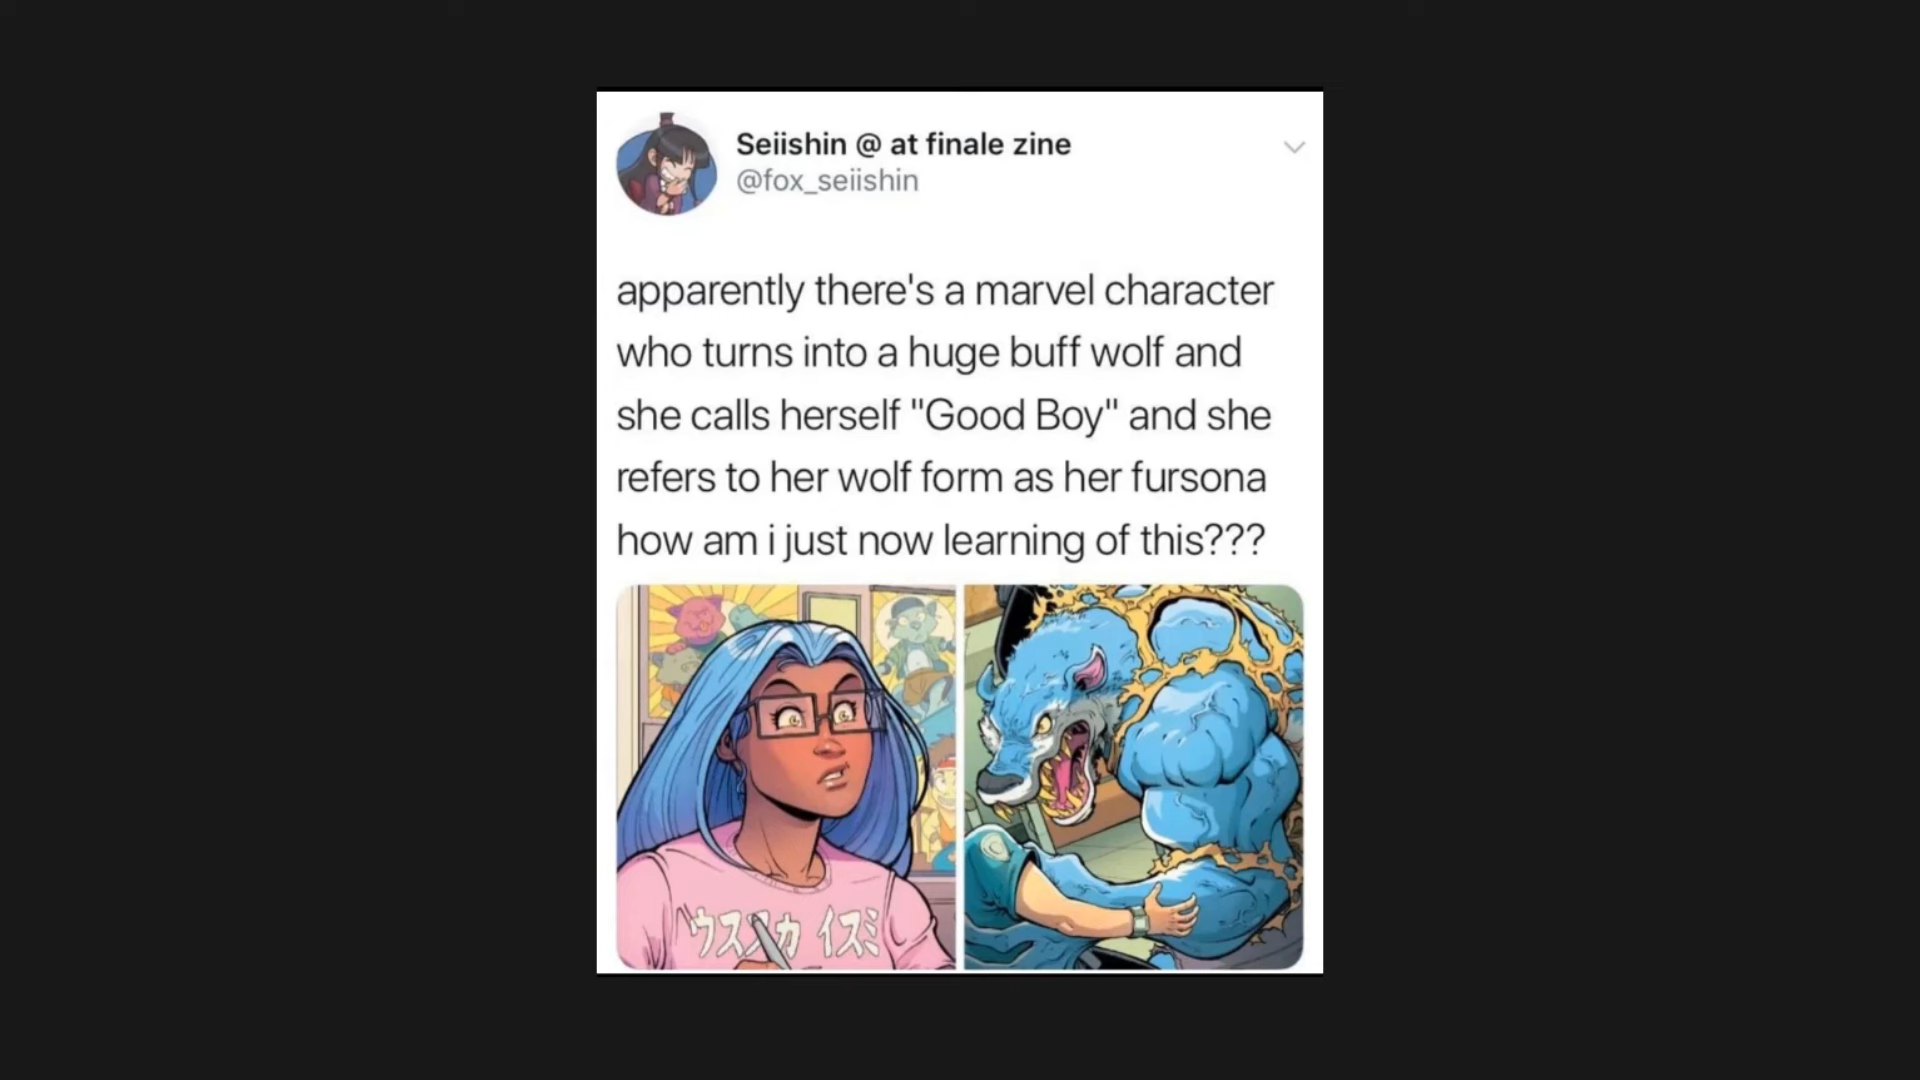 Seiishin @ at finale zine
@fox_seiishin
apparently there's a marvel character
who turns into a huge buff wolf and
she calls herself "Good Boy" and she
refers to her wolf form as her fursona
how am i just now learning of this???